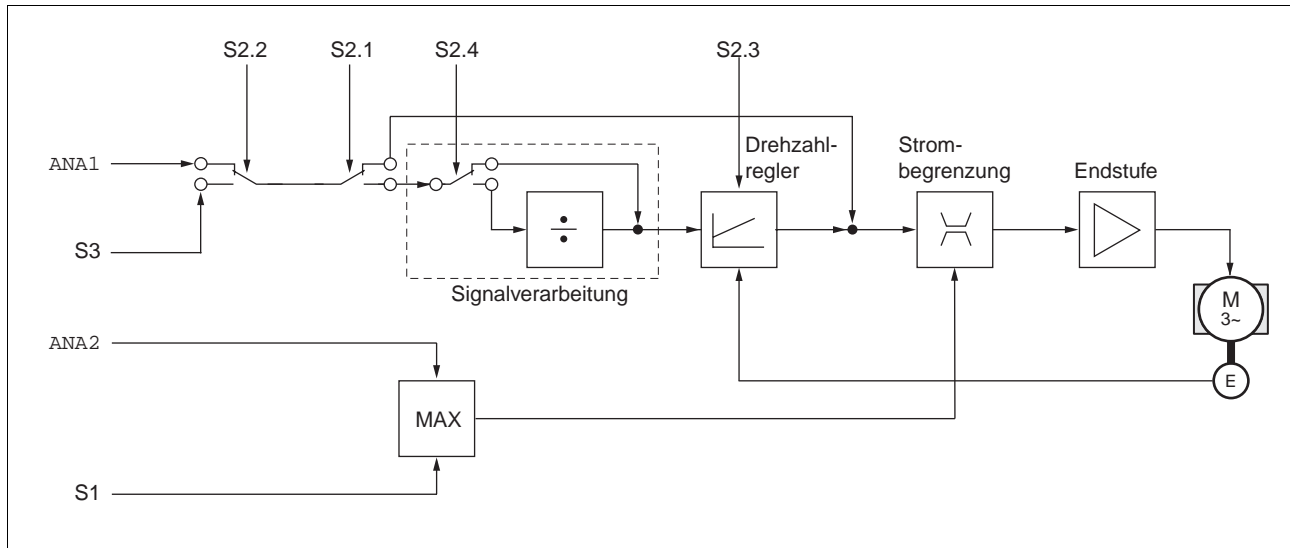 S2.2
S2.1
S2.4
S2.3
Drehzahl-
regler
Strom-
begrenzung
Endstufe
ANA1
S3
÷
Signalverarbeitung
M
3~
E
ANA2
MAX
S1